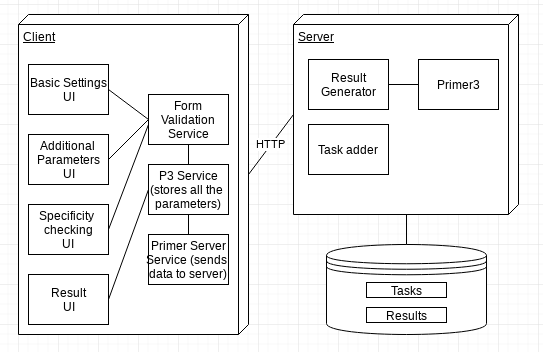 Client
Basic Settings
UI
Additional
Parameters
UI
Specificity
checking
UI
Result
UI
Form
Validation
Service
P3 Service
(stores all the
parameters)
Primer Server
Service (sends
data to server)
HTTP
Server
Result
Generator
Primer3
Task adder
Tasks
Results